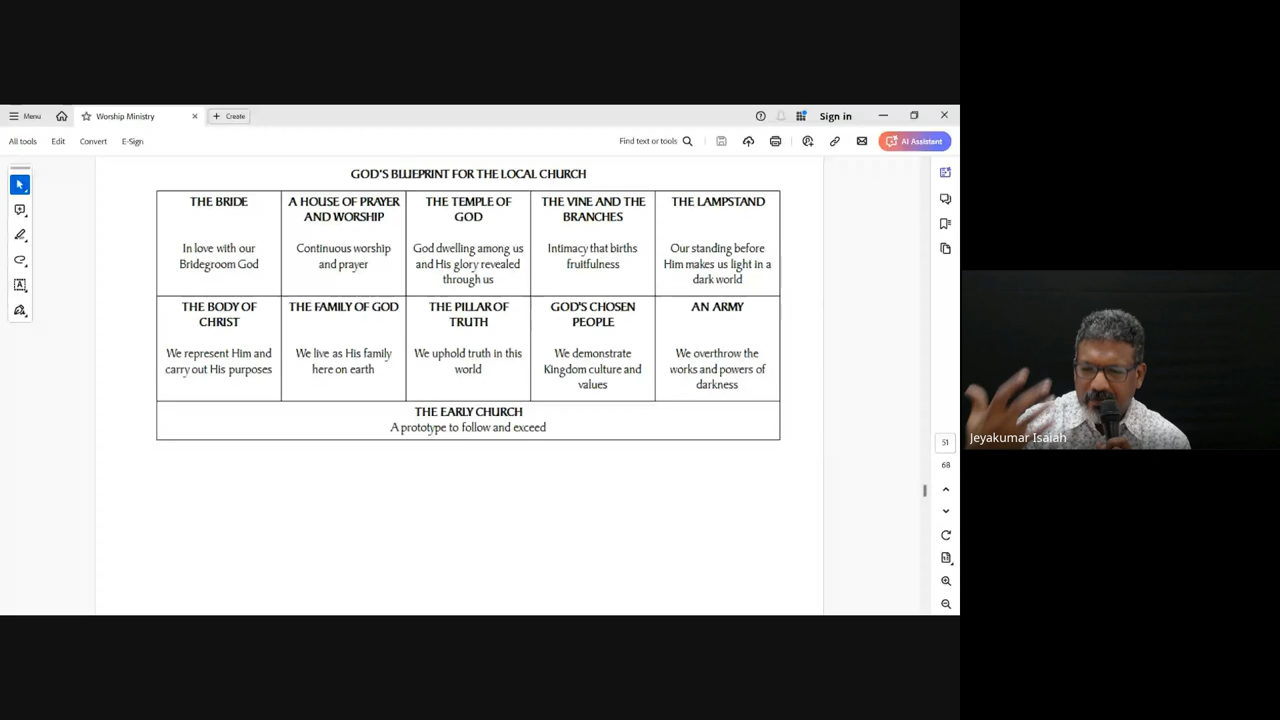 Menu
Worship Ministry
Create
Sign in
All tools
Edit
Convert
E-Sign
Find text or tools
AI Assistant
GOD'S BLUEPRINT FOR THE LOCAL CHURCH
THE BRIDE
In love with our
Bridegroom God
A HOUSE OF PRAYER
AND WORSHIP
Continuous worship
and prayer
THE TEMPLE OF
GOD
God dwelling among us
and His glory revealed
through us
THE VINE AND THE
BRANCHES
Intimacy that births
fruitfulness
THE LAMPSTAND
Our standing before
Him makes us light in a
dark world
THE BODY OF
CHRIST
We represent Him and
carry out His purposes
THE FAMILY OF GOD
We live as His family
here on earth
THE PILLAR OF
TRUTH
We uphold truth in this
world
GOD'S CHOSEN
PEOPLE
We demonstrate
Kingdom culture and
values
AN ARMY
We overthrow the
works and powers of
darkness
THE EARLY CHURCH
A prototype to follow and exceed
51
68
Jeyakumar Isaiah